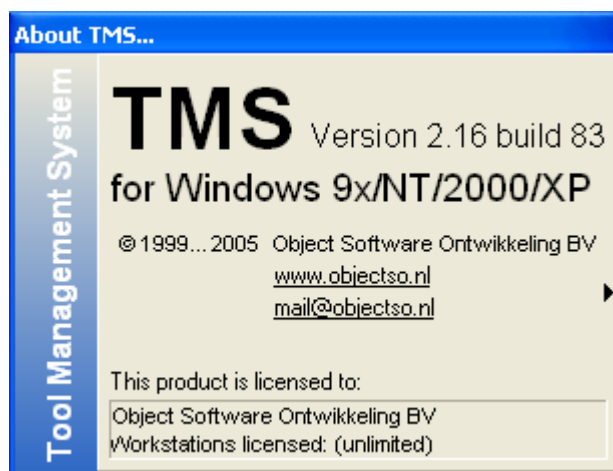 About TMS...
Tool Management System
TMS Version 2.16 build 83
for Windows 9x/NT/2000/XP
©1999...2005 Object Software Ontwikkeling BV
www.objectso.nl
mail@objectso.nl
This product is licensed to:
Object Software Ontwikkeling BV
Workstations licensed: (unlimited)